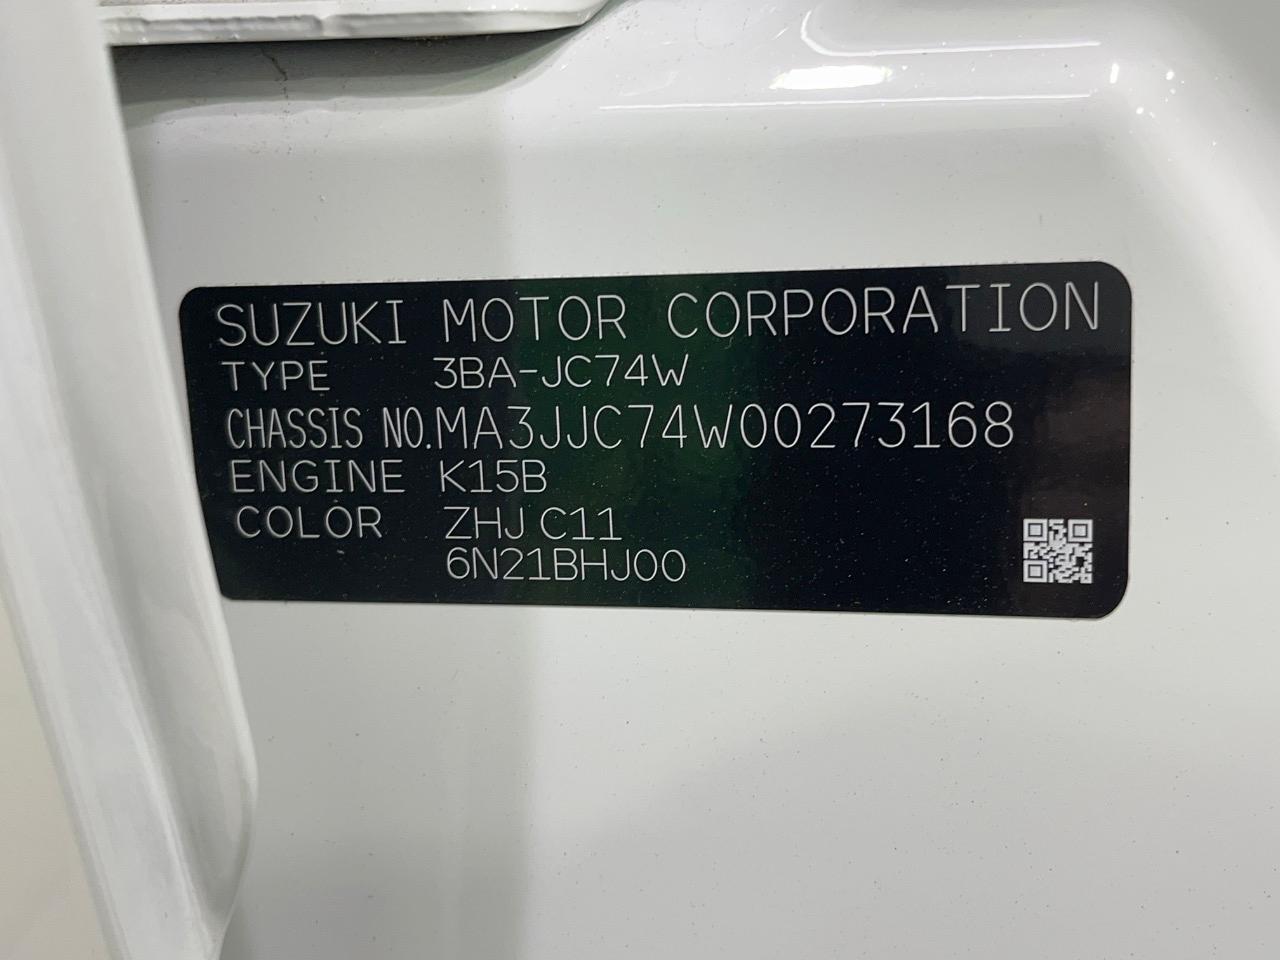 SUZUKI MOTOR CORPORATION
TYPE 3BA-JC74W
CHASSIS NO.MA3JJC74W00273168
ENGINE K15B
COLOR ZHJ C11
6N21BHJ00